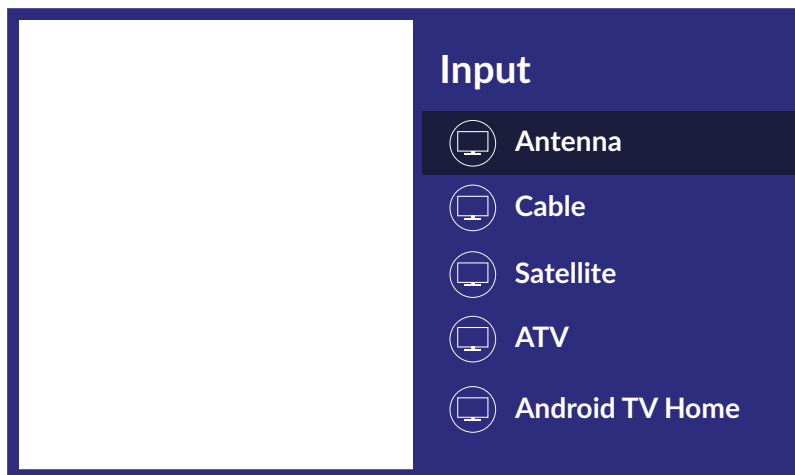 Input
Antenna
Cable
Satellite
ATV
Android TV Home